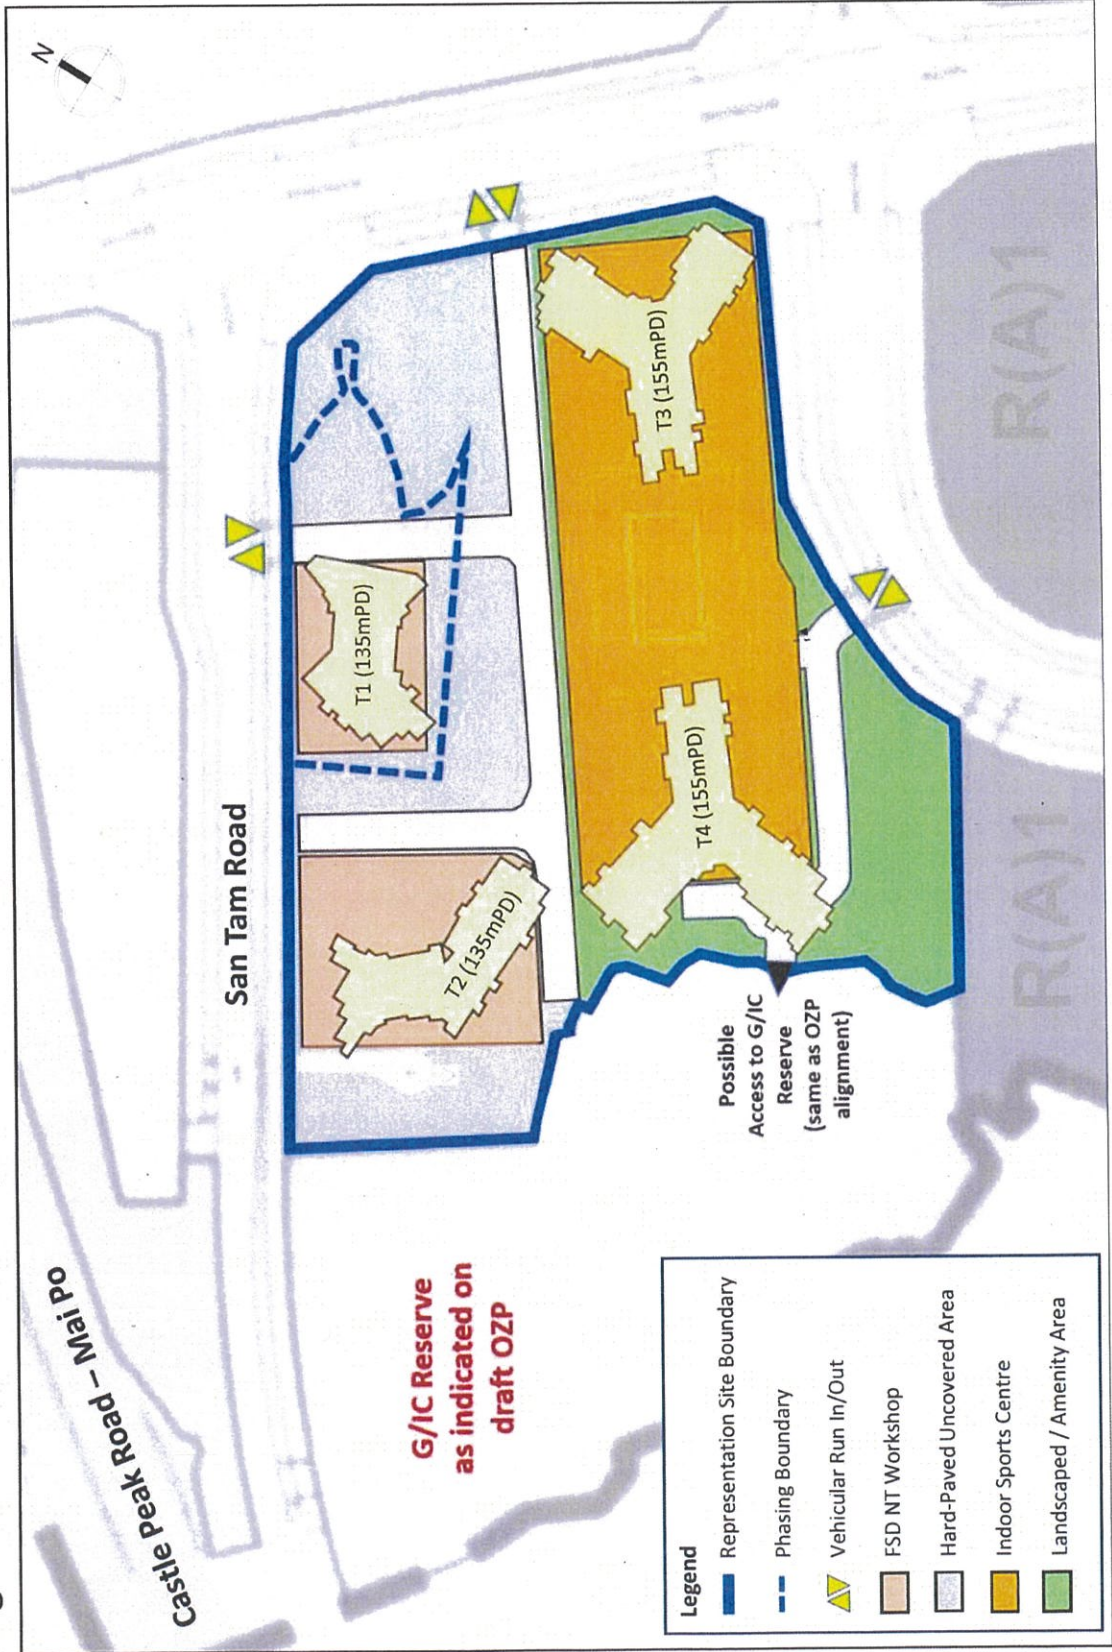 N
Castle Peak Road – Mai Po
San Tam Road
T2 (135mPD)
T1 (135mPD)
T4 (155mPD)
T3 (155mPD)
G/IC Reserve
as indicated on
draft OZP
Possible
Access to G/IC
Reserve
(same as OZP
alignment)
R(A)1
R(A)1
Legend
Representation Site Boundary
Phasing Boundary
Vehicular Run In/Out
FSD NT Workshop
Hard-Paved Uncovered Area
Indoor Sports Centre
Landscaped / Amenity Area